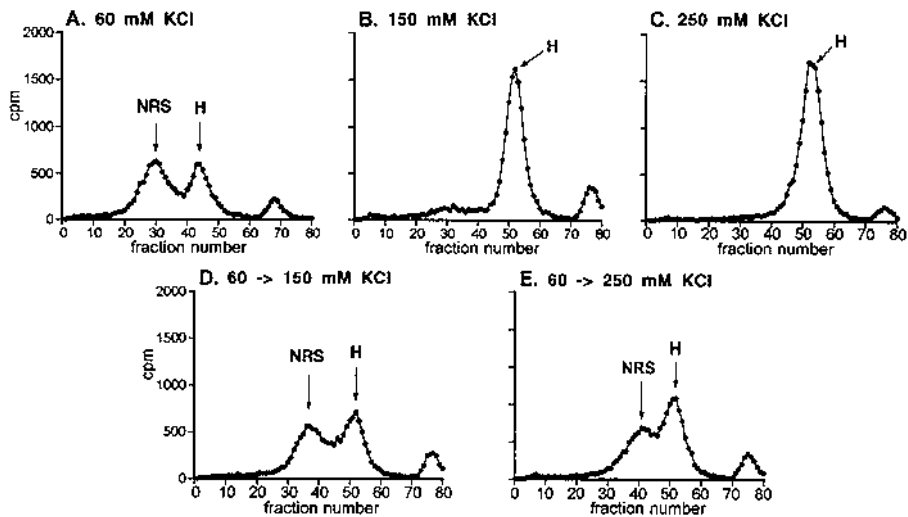 A. 60 mM KCl
B. 150 mM KCl
C. 250 mM KCl
2000
1500
1000
500
0
cpm
NRS
H
H
H
0 10 20 30 40 50 60 70 80
0 10 20 30 40 50 60 70 80
0 10 20 30 40 50 60 70 80
fraction number
fraction number
fraction number
D. 60 -> 150 mM KCl
E. 60 -> 250 mM KCl
2000
1500
1000
500
0
cpm
NRS
H
NRS
H
0 10 20 30 40 50 60 70 80
0 10 20 30 40 50 60 70 80
fraction number
fraction number